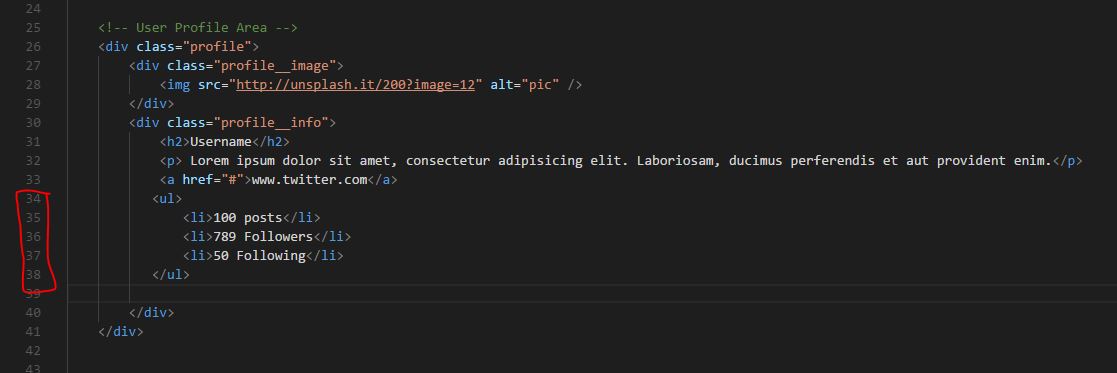 24
25 <!-- User Profile Area -->
26 <div class="profile">
27 <div class="profile__image">
28 <img src="http://unsplash.it/200?image=12" alt="pic" />
29 </div>
30 <div class="profile__info">
31 <h2>Username</h2>
32 <p> Lorem ipsum dolor sit amet, consectetur adipisicing elit. Laboriosam, ducimus perferendis et aut provident enim.</p>
33 <a href="#">www.twitter.com</a>
34 <ul>
35 <li>100 posts</li>
36 <li>789 Followers</li>
37 <li>50 Following</li>
38 </ul>
39
40 </div>
41 </div>
42
43